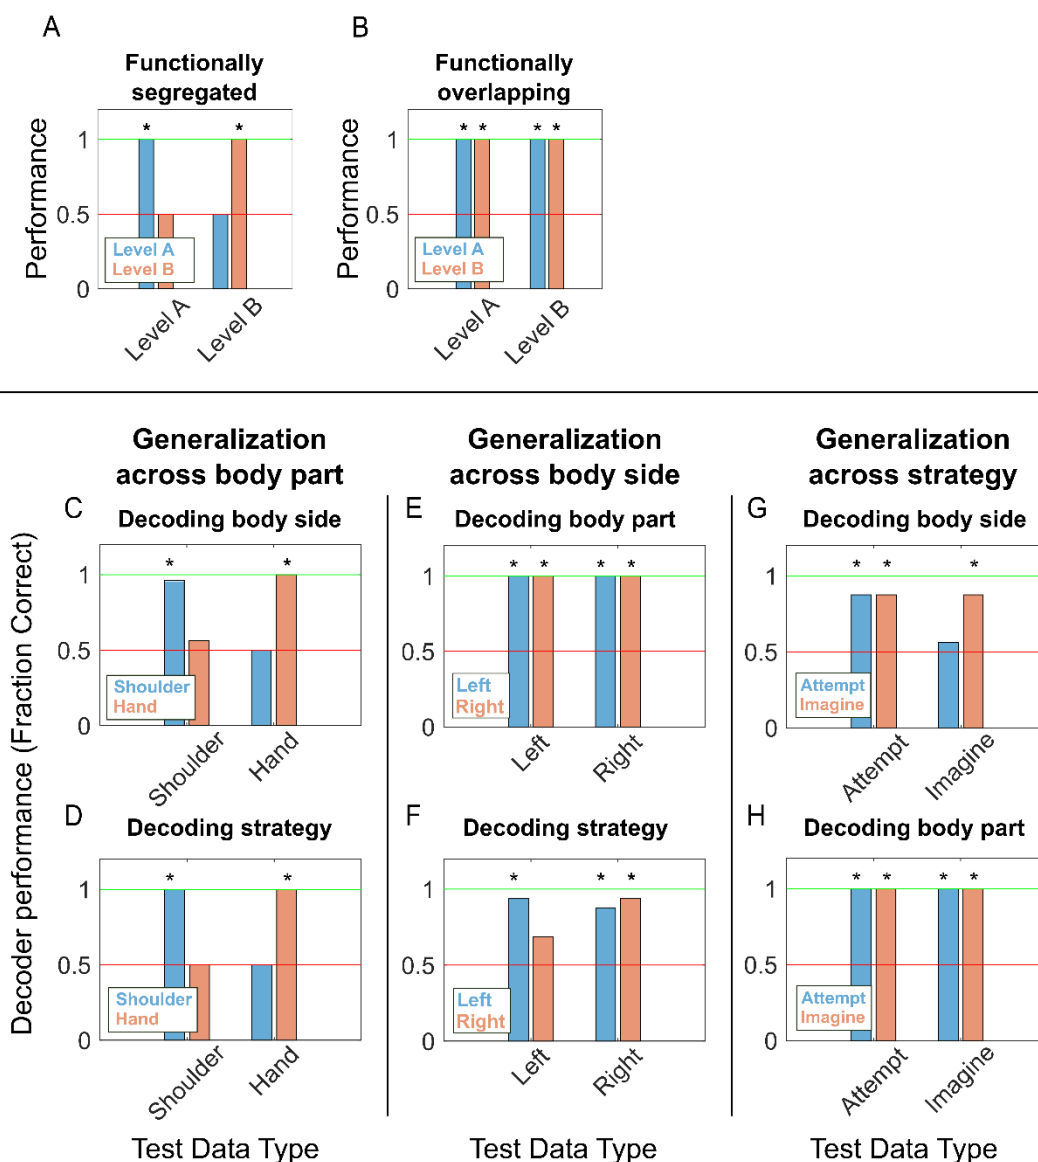 A
Functionally
segregated
Performance
1
0.5
0
* *
Level A
Level B
Level A
Level B
B
Functionally
overlapping
Performance
1
0.5
0
* * * *
Level A
Level B
Level A
Level B
Decoder performance (Fraction Correct)
Generalization
across body part
C
Decoding body side
1
0.5
0
* *
Shoulder
Hand
Shoulder
Hand
D
Decoding strategy
1
0.5
0
* *
Shoulder
Hand
Shoulder
Hand
Test Data Type
Generalization
across body side
E
Decoding body part
1
0.5
0
* * * *
Left
Right
Left
Right
F
Decoding strategy
1
0.5
0
* * *
Left
Right
Left
Right
Test Data Type
Generalization
across strategy
G
Decoding body side
1
0.5
0
* * *
Attempt
Imagine
Attempt
Imagine
H
Decoding body part
1
0.5
0
* * * *
Attempt
Imagine
Attempt
Imagine
Test Data Type